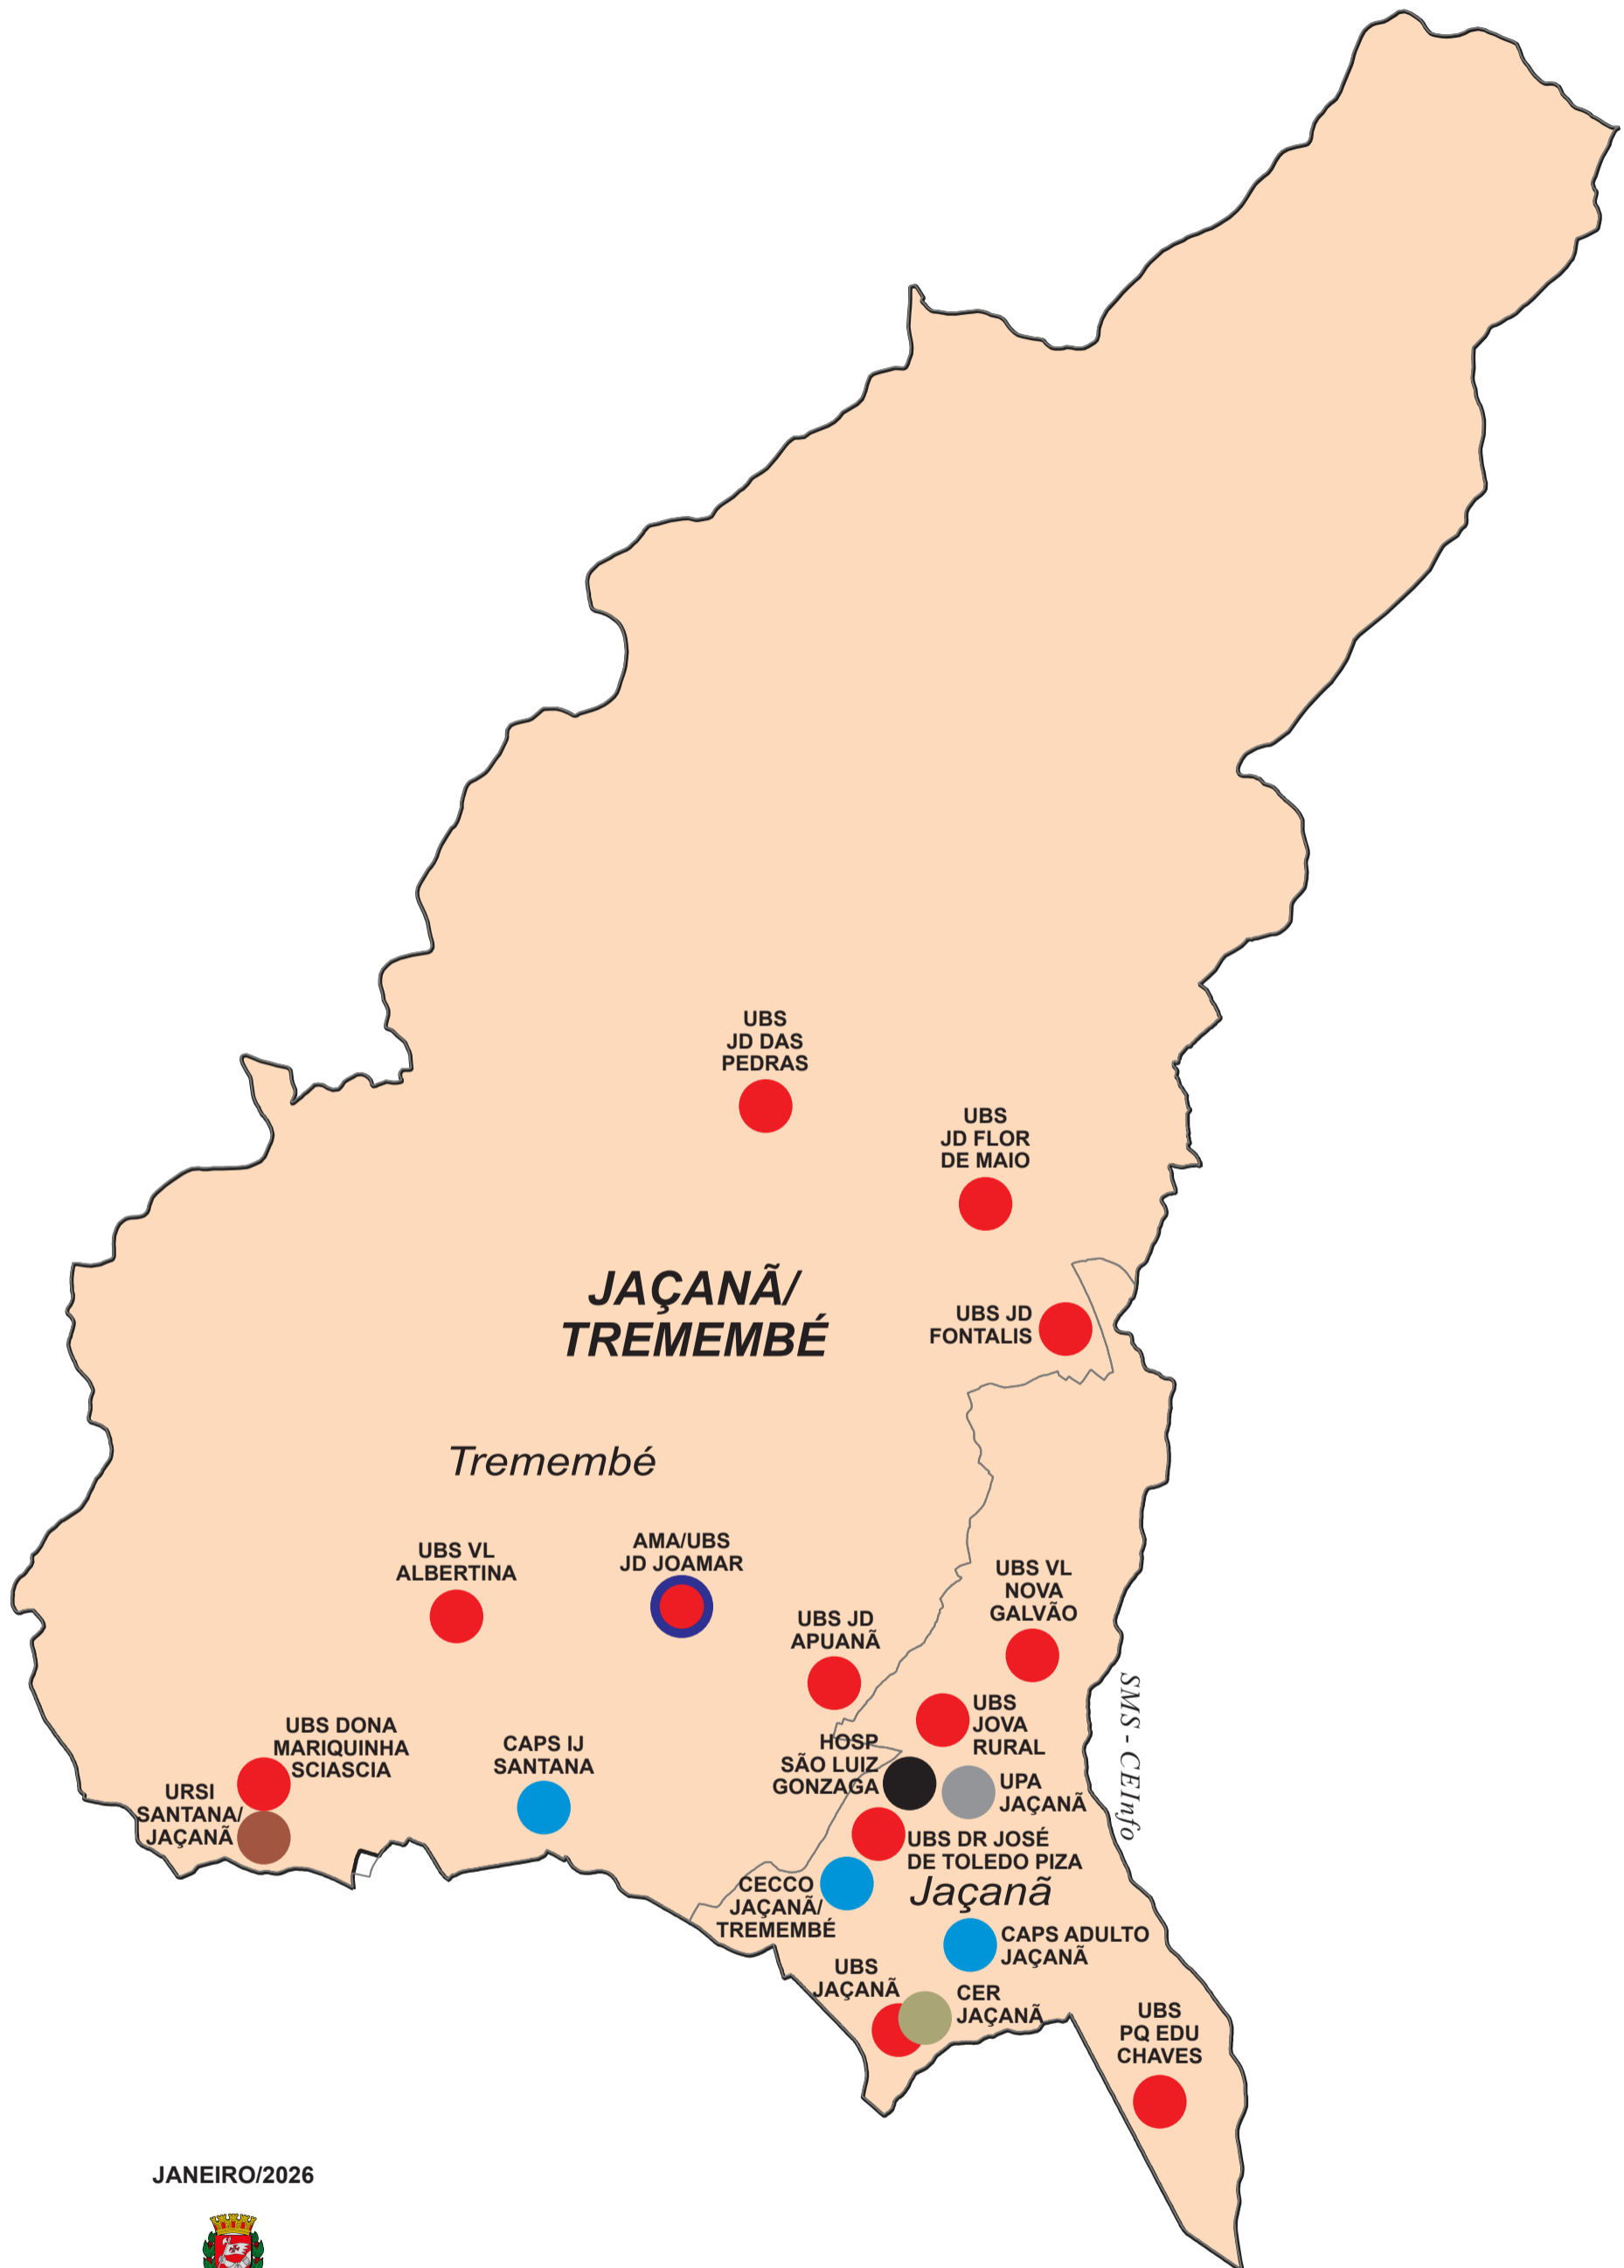 UBS
JD DAS
PEDRAS
UBS
JD FLOR
DE MAIO
JAÇANÃ/
TREMEMBÉ
UBS JD
FONTALIS
Tremembé
AMA/UBS
JD JOAMAR
UBS VL
ALBERTINA
UBS VL
NOVA
GALVÃO
UBS JD
APUANÃ
SMS - CEInfo
UBS
JOVA
RURAL
UBS DONA
MARIQUINHA
SCIASCIA
CAPS IJ
SANTANA
HOSP
SÃO LUIZ
GONZAGA
UPA
JAÇANÃ
URSI
SANTANA/
JAÇANÃ
UBS DR JOSÉ
DE TOLEDO PIZA
Jaçanã
CECCO
JAÇANÃ/
TREMEMBÉ
CAPS ADULTO
JAÇANÃ
UBS
JAÇANÃ
CER
JAÇANÃ
UBS
PQ EDU
CHAVES
JANEIRO/2026